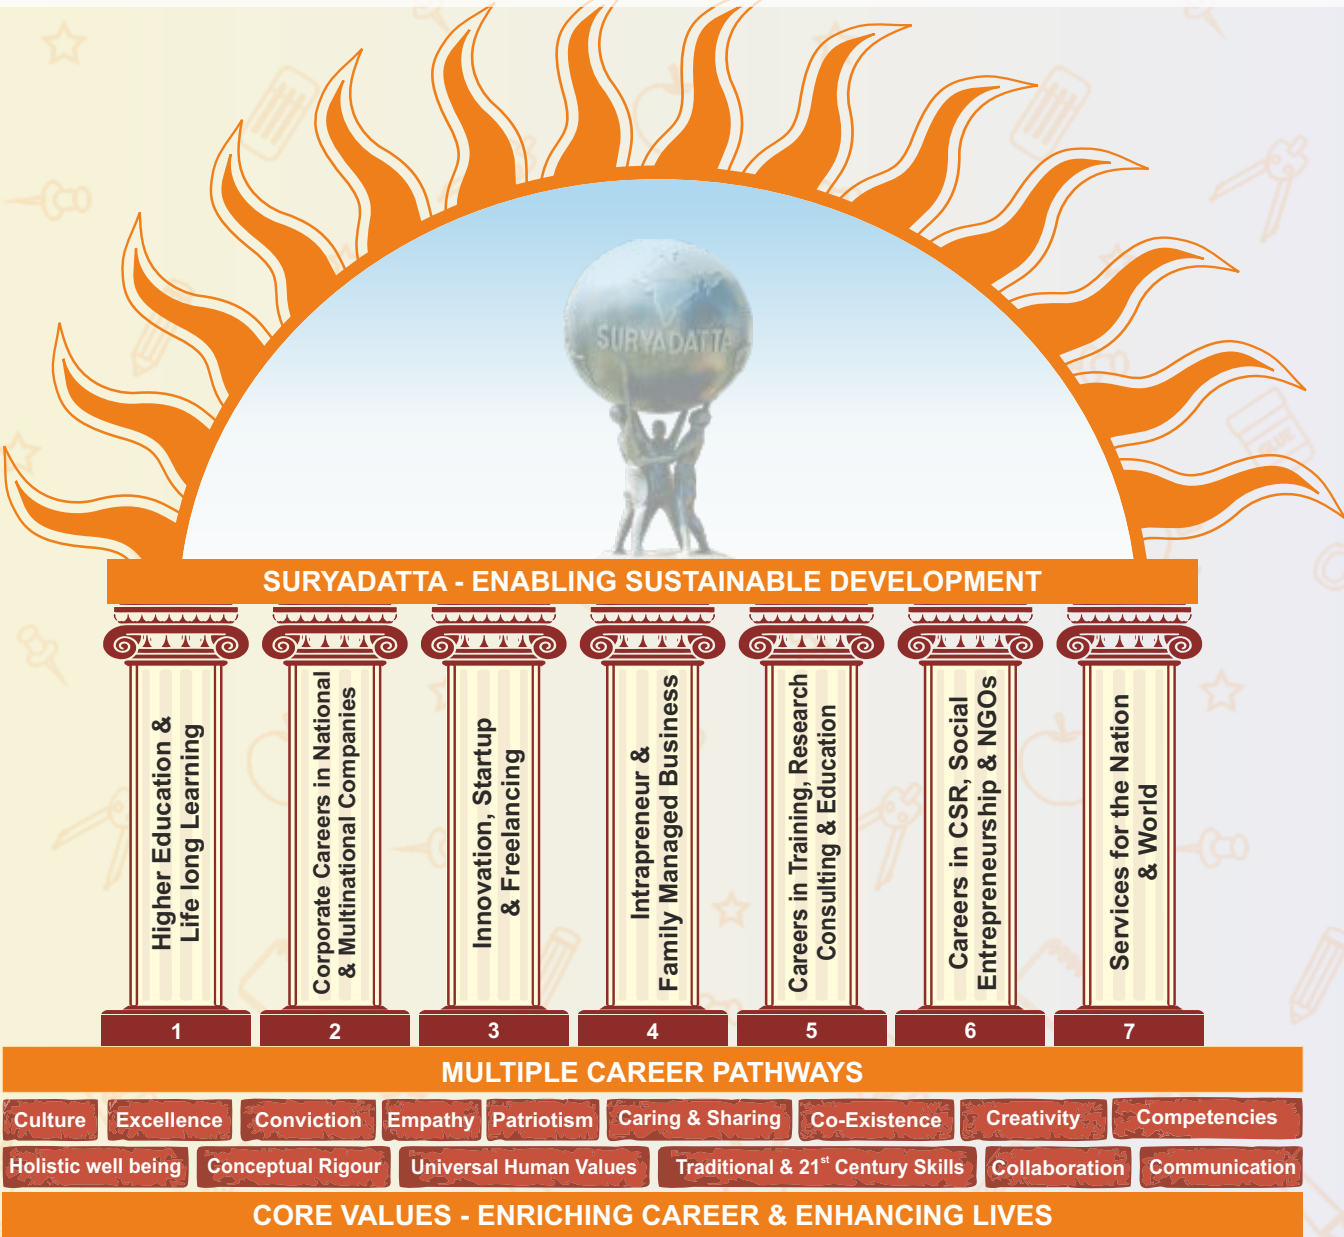 SURYADATTA
SURYADATTA - ENABLING SUSTAINABLE DEVELOPMENT
Higher Education &
Life long Learning
Corporate Careers in National
& Multinational Companies
Innovation, Startup
& Freelancing
Intrapreneur &
Family Managed Business
Careers in Training, Research
Consulting & Education
Careers in CSR, Social
Entrepreneurship & NGOs
Services for the Nation
& World
1 2 3 4 5 6 7
MULTIPLE CAREER PATHWAYS
Culture Excellence Conviction Empathy Patriotism Caring & Sharing Co-Existence Creativity Competencies
Holistic well being Conceptual Rigour Universal Human Values Traditional & 21st Century Skills Collaboration Communication
CORE VALUES - ENRICHING CAREER & ENHANCING LIVES
GLUE